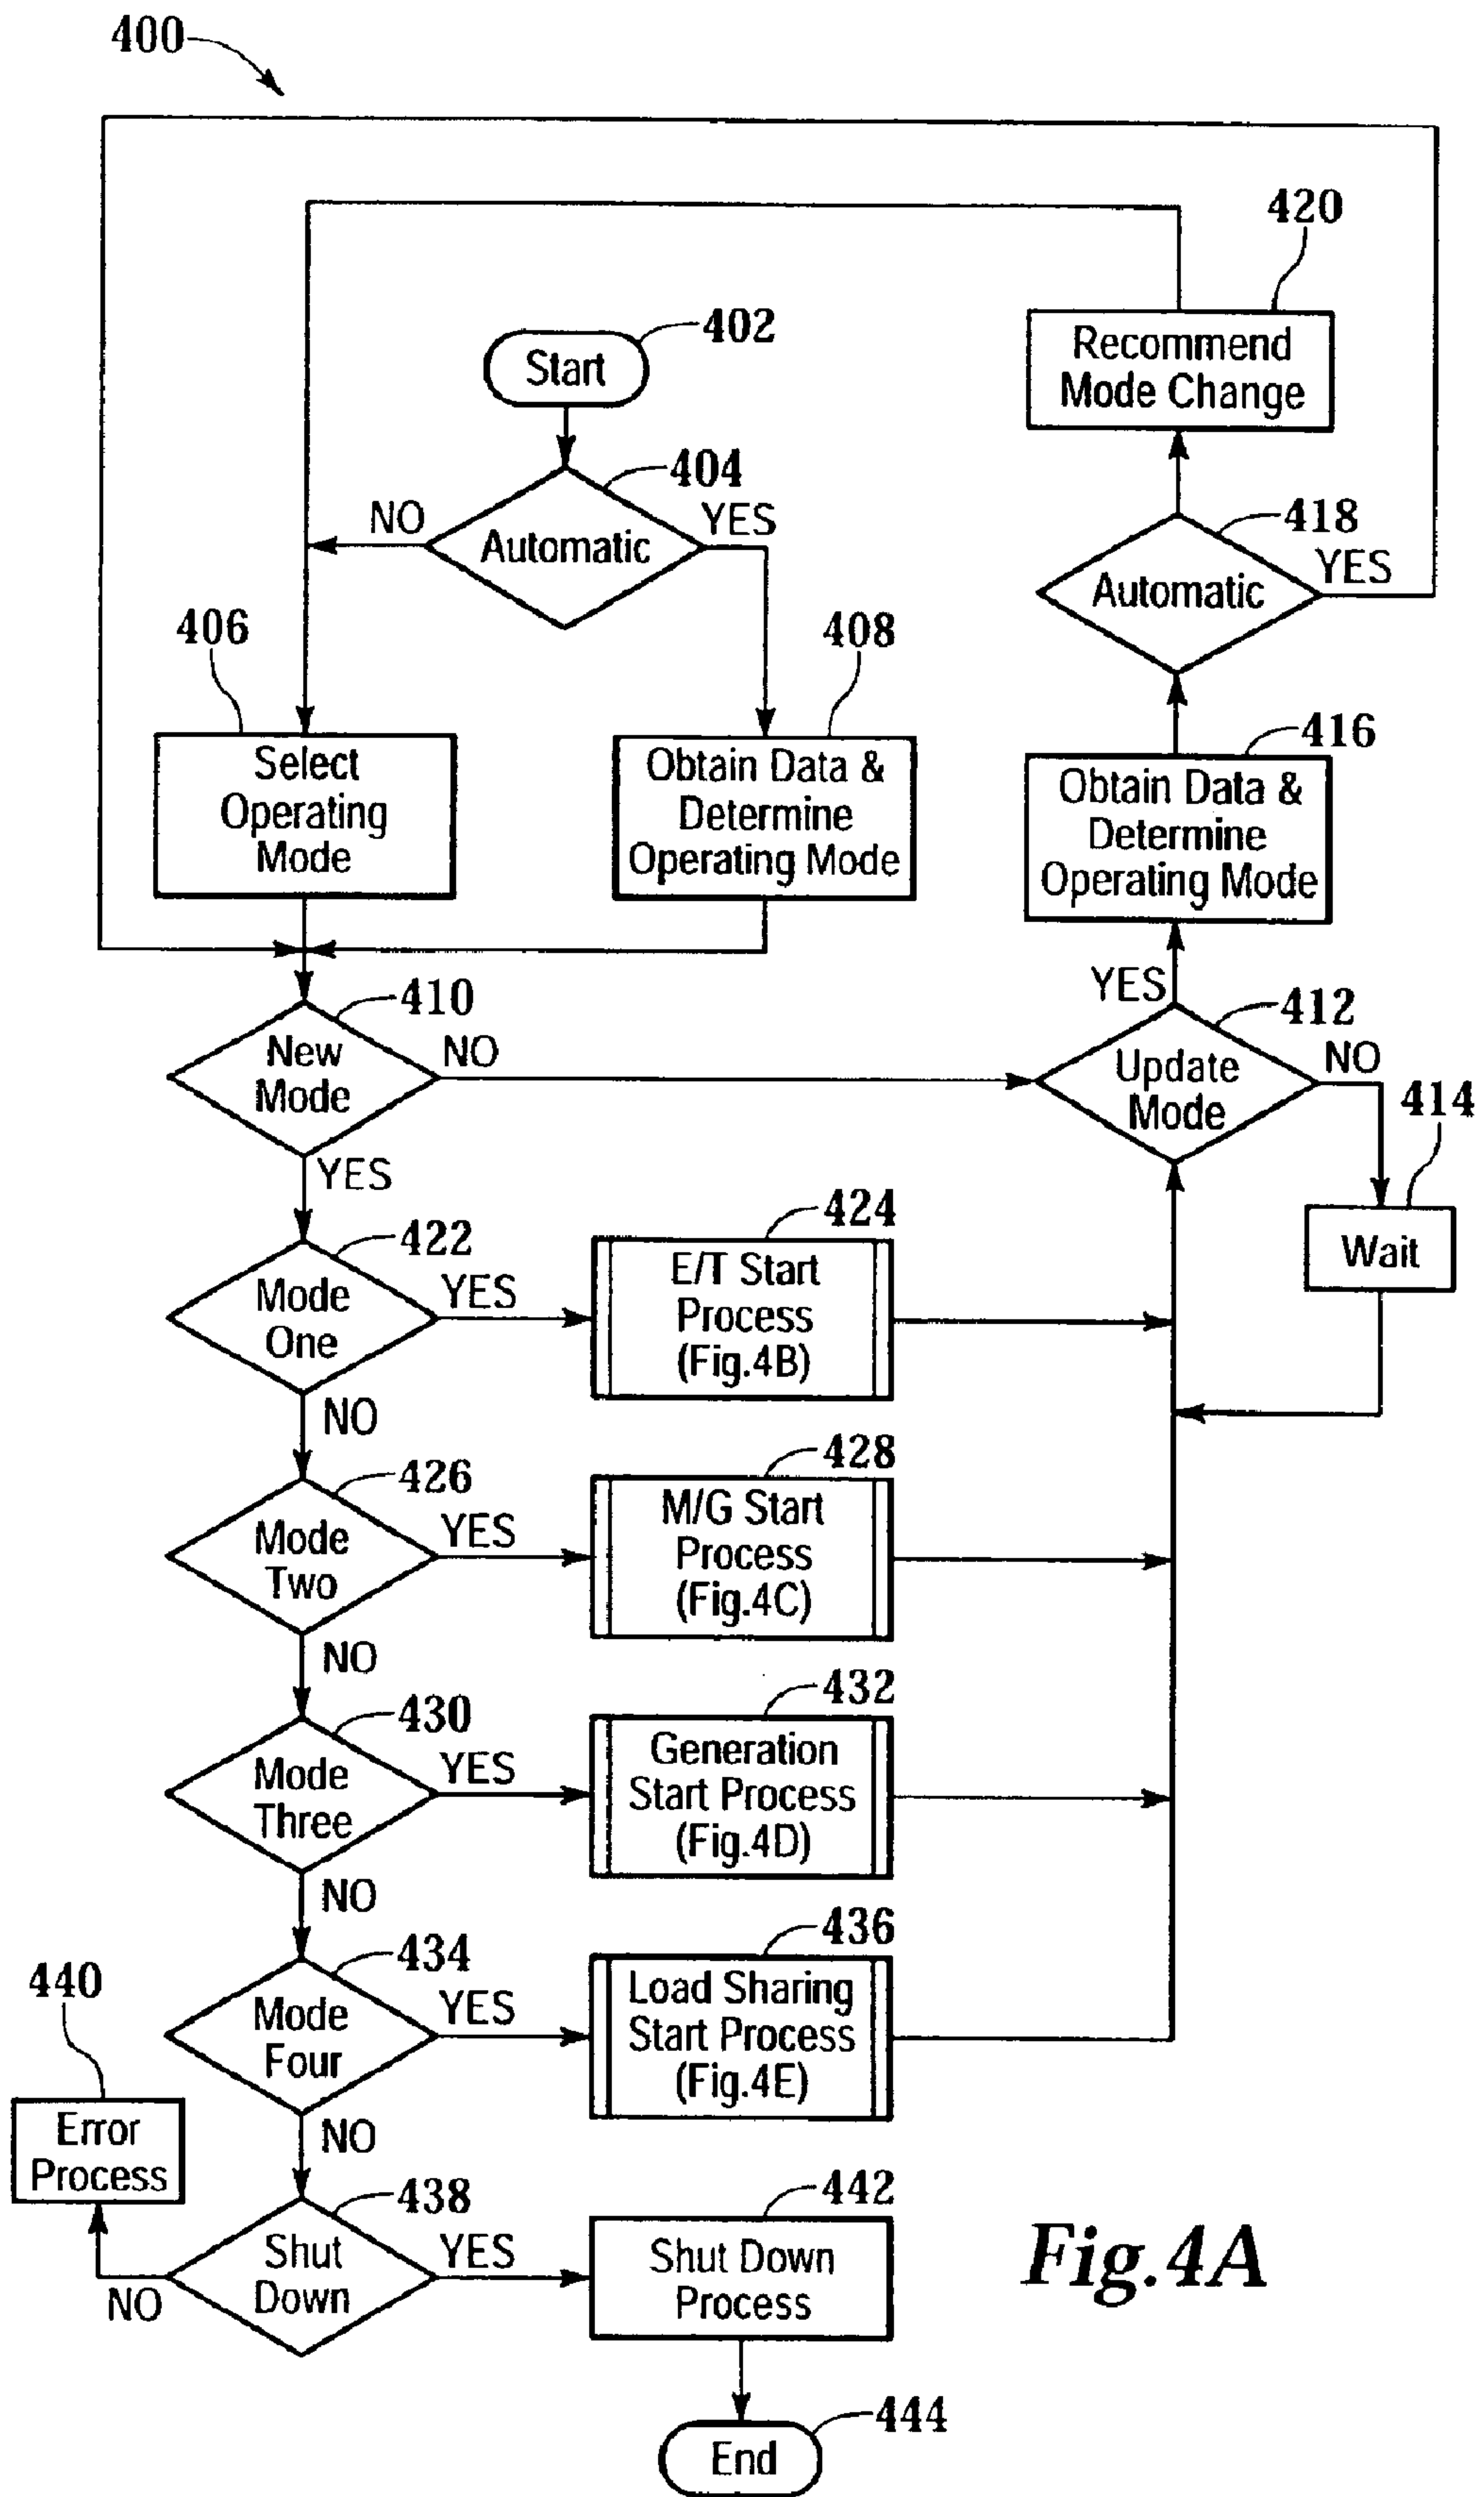 400
420
402
Start
Recommend
Mode Change
404
NO
YES
Automatic
418
YES
Automatic
406
408
416
Select
Operating
Mode
Obtain Data &
Determine
Operating Mode
Obtain Data &
Determine
Operating Mode
YES
410
New
Mode
NO
412
Update
Mode
NO
414
Wait
YES
422
Mode
One
YES
424
E/T Start
Process
(Fig.4B)
NO
426
Mode
Two
YES
428
M/G Start
Process
(Fig.4C)
NO
430
Mode
Three
YES
432
Generation
Start Process
(Fig.4D)
NO
434
Mode
Four
YES
436
Load Sharing
Start Process
(Fig.4E)
440
Error
Process
NO
438
Shut
Down
YES
NO
442
Shut Down
Process
Fig.4A
444
End